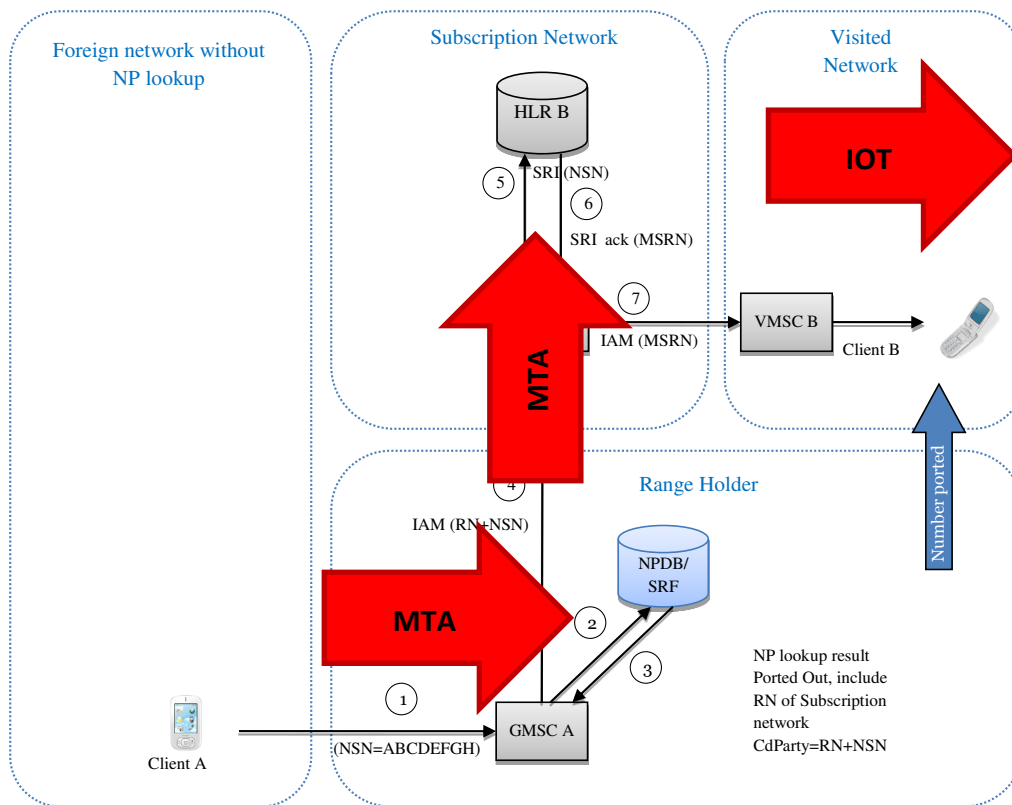 Foreign network without
NP lookup
Subscription Network
Visited
Network
HLR B
IOT
5
SRI (NSN)
6
SRI ack (MSRN)
7
IAM (MSRN)
VMSC B
Client B
MTA
Number ported
4
Range Holder
IAM (RN+NSN)
NPDB/
SRF
MTA
2
3
1
NP lookup result
Ported Out, include
RN of Subscription
network
CdParty=RN+NSN
GMSC A
(NSN=ABCDEFGH)
Client A